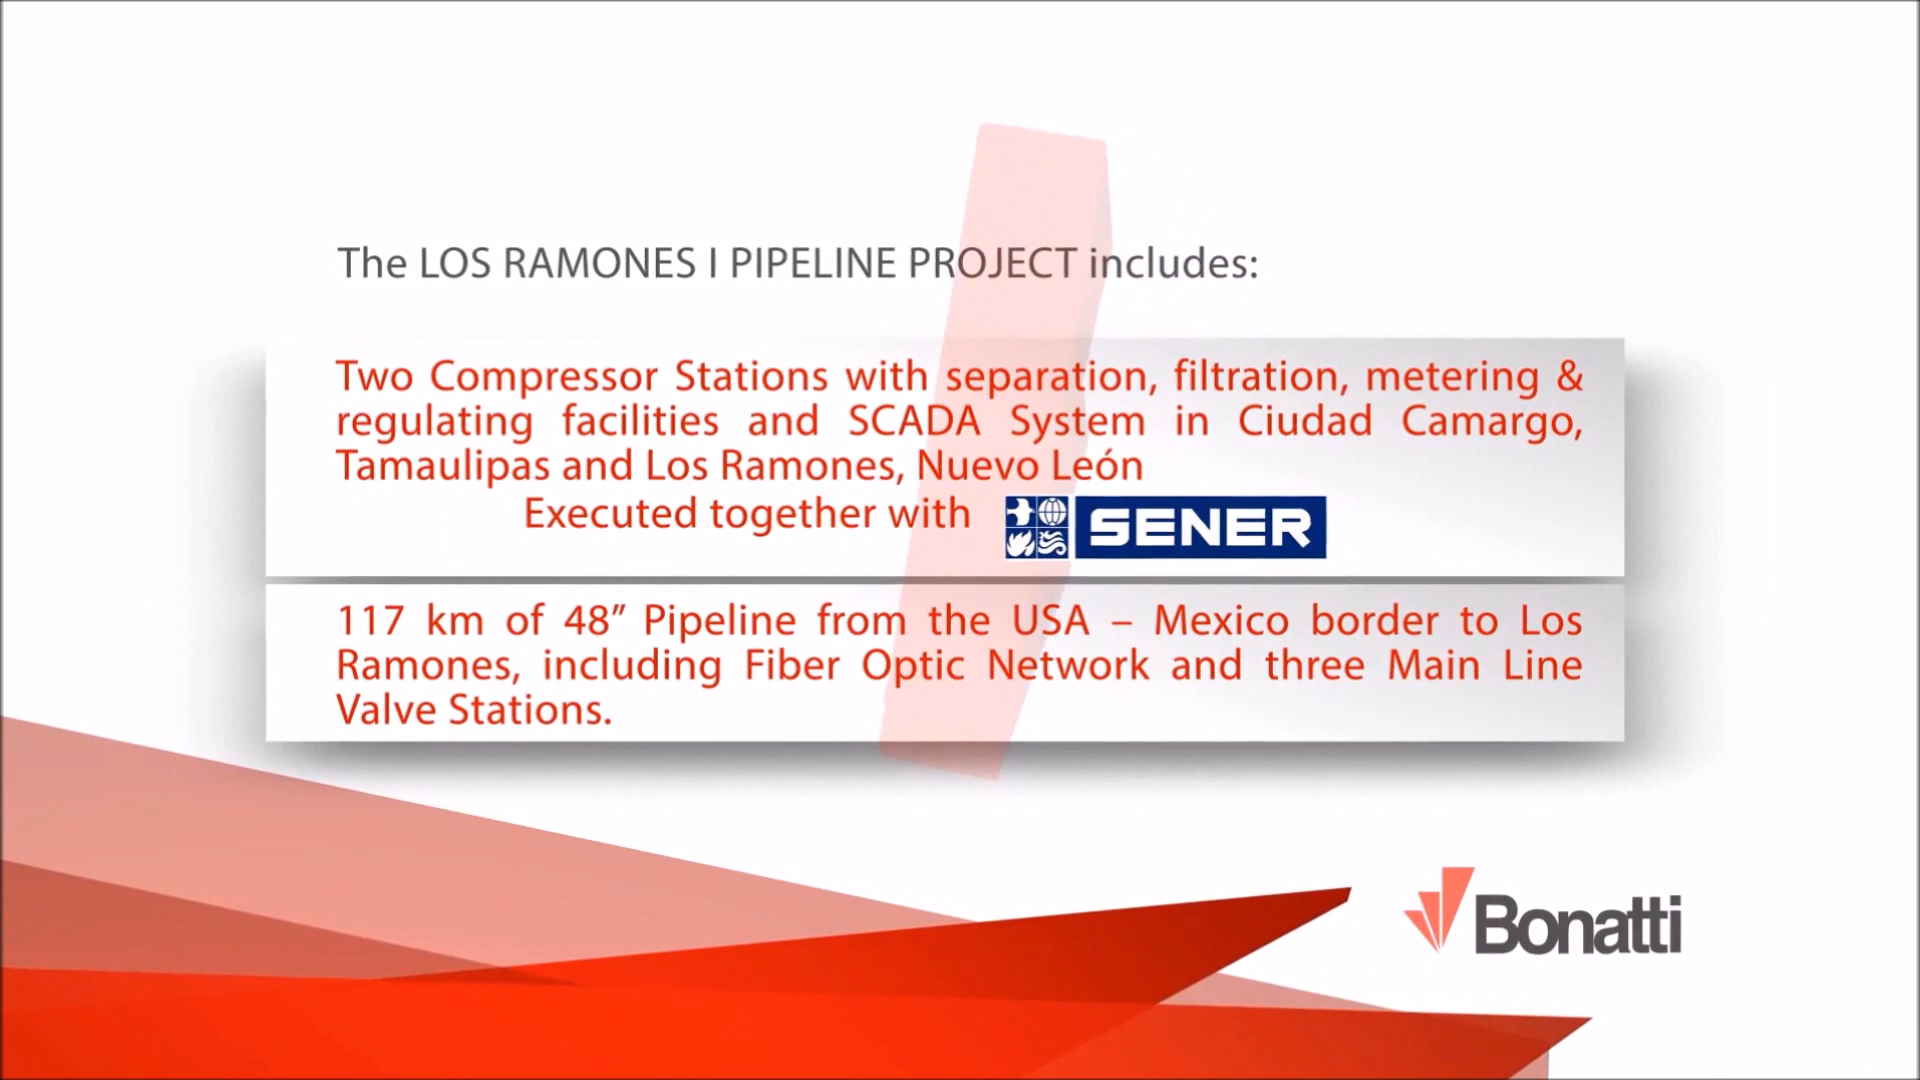 The LOS RAMONES I PIPELINE PROJECT includes:
Two Compressor Stations with separation, filtration, metering &
regulating facilities and SCADA System in Ciudad Camargo,
Tamaulipas and Los Ramones, Nuevo León
Executed together with SENER
117 km of 48” Pipeline from the USA – Mexico border to Los
Ramones, including Fiber Optic Network and three Main Line
Valve Stations.
Bonatti